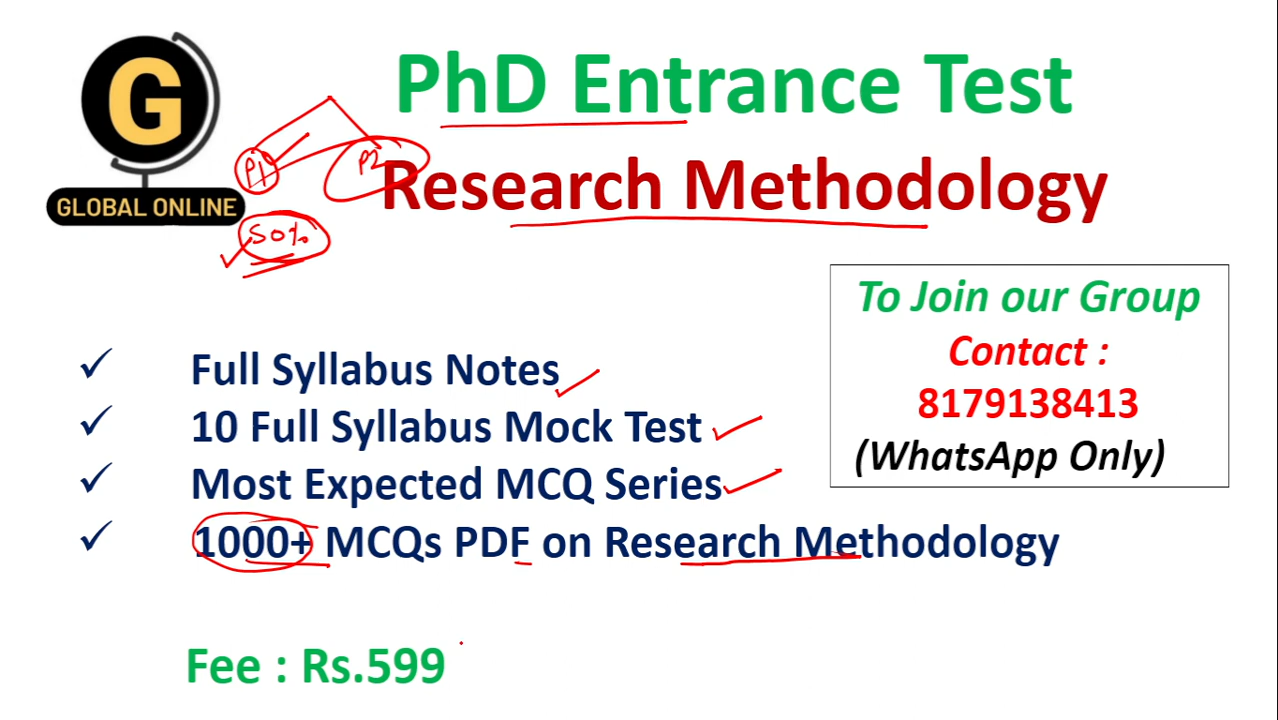 G
GLOBAL ONLINE
PhD Entrance Test
P1
P2
Research Methodology
50%
To Join our Group
Contact :
8179138413
(WhatsApp Only)
✓ Full Syllabus Notes
✓ 10 Full Syllabus Mock Test
✓ Most Expected MCQ Series
✓ 1000+ MCQs PDF on Research Methodology
Fee : Rs.599